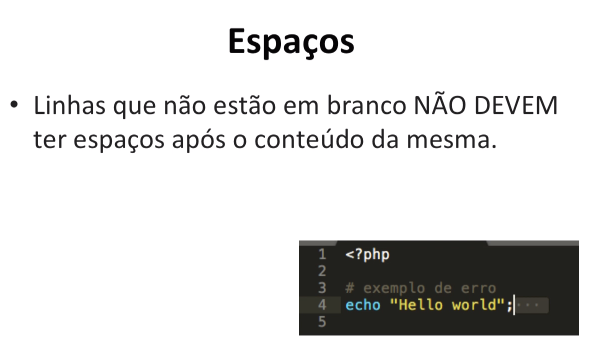 Espaços
• Linhas que não estão em branco NÃO DEVEM
ter espaços após o conteúdo da mesma.
1 <?php
2
3 # exemplo de erro
4 echo "Hello world";
5